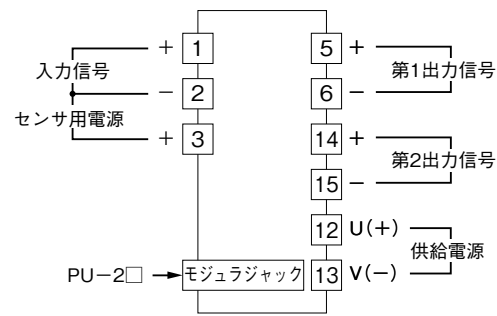 + 1
入力信号
− 2
センサ用電源
+ 3
5 +
第1出力信号
6 −
14 +
第2出力信号
15 −
12 U(+)
供給電源
13 V(−)
PU−2□
モジュラジャック